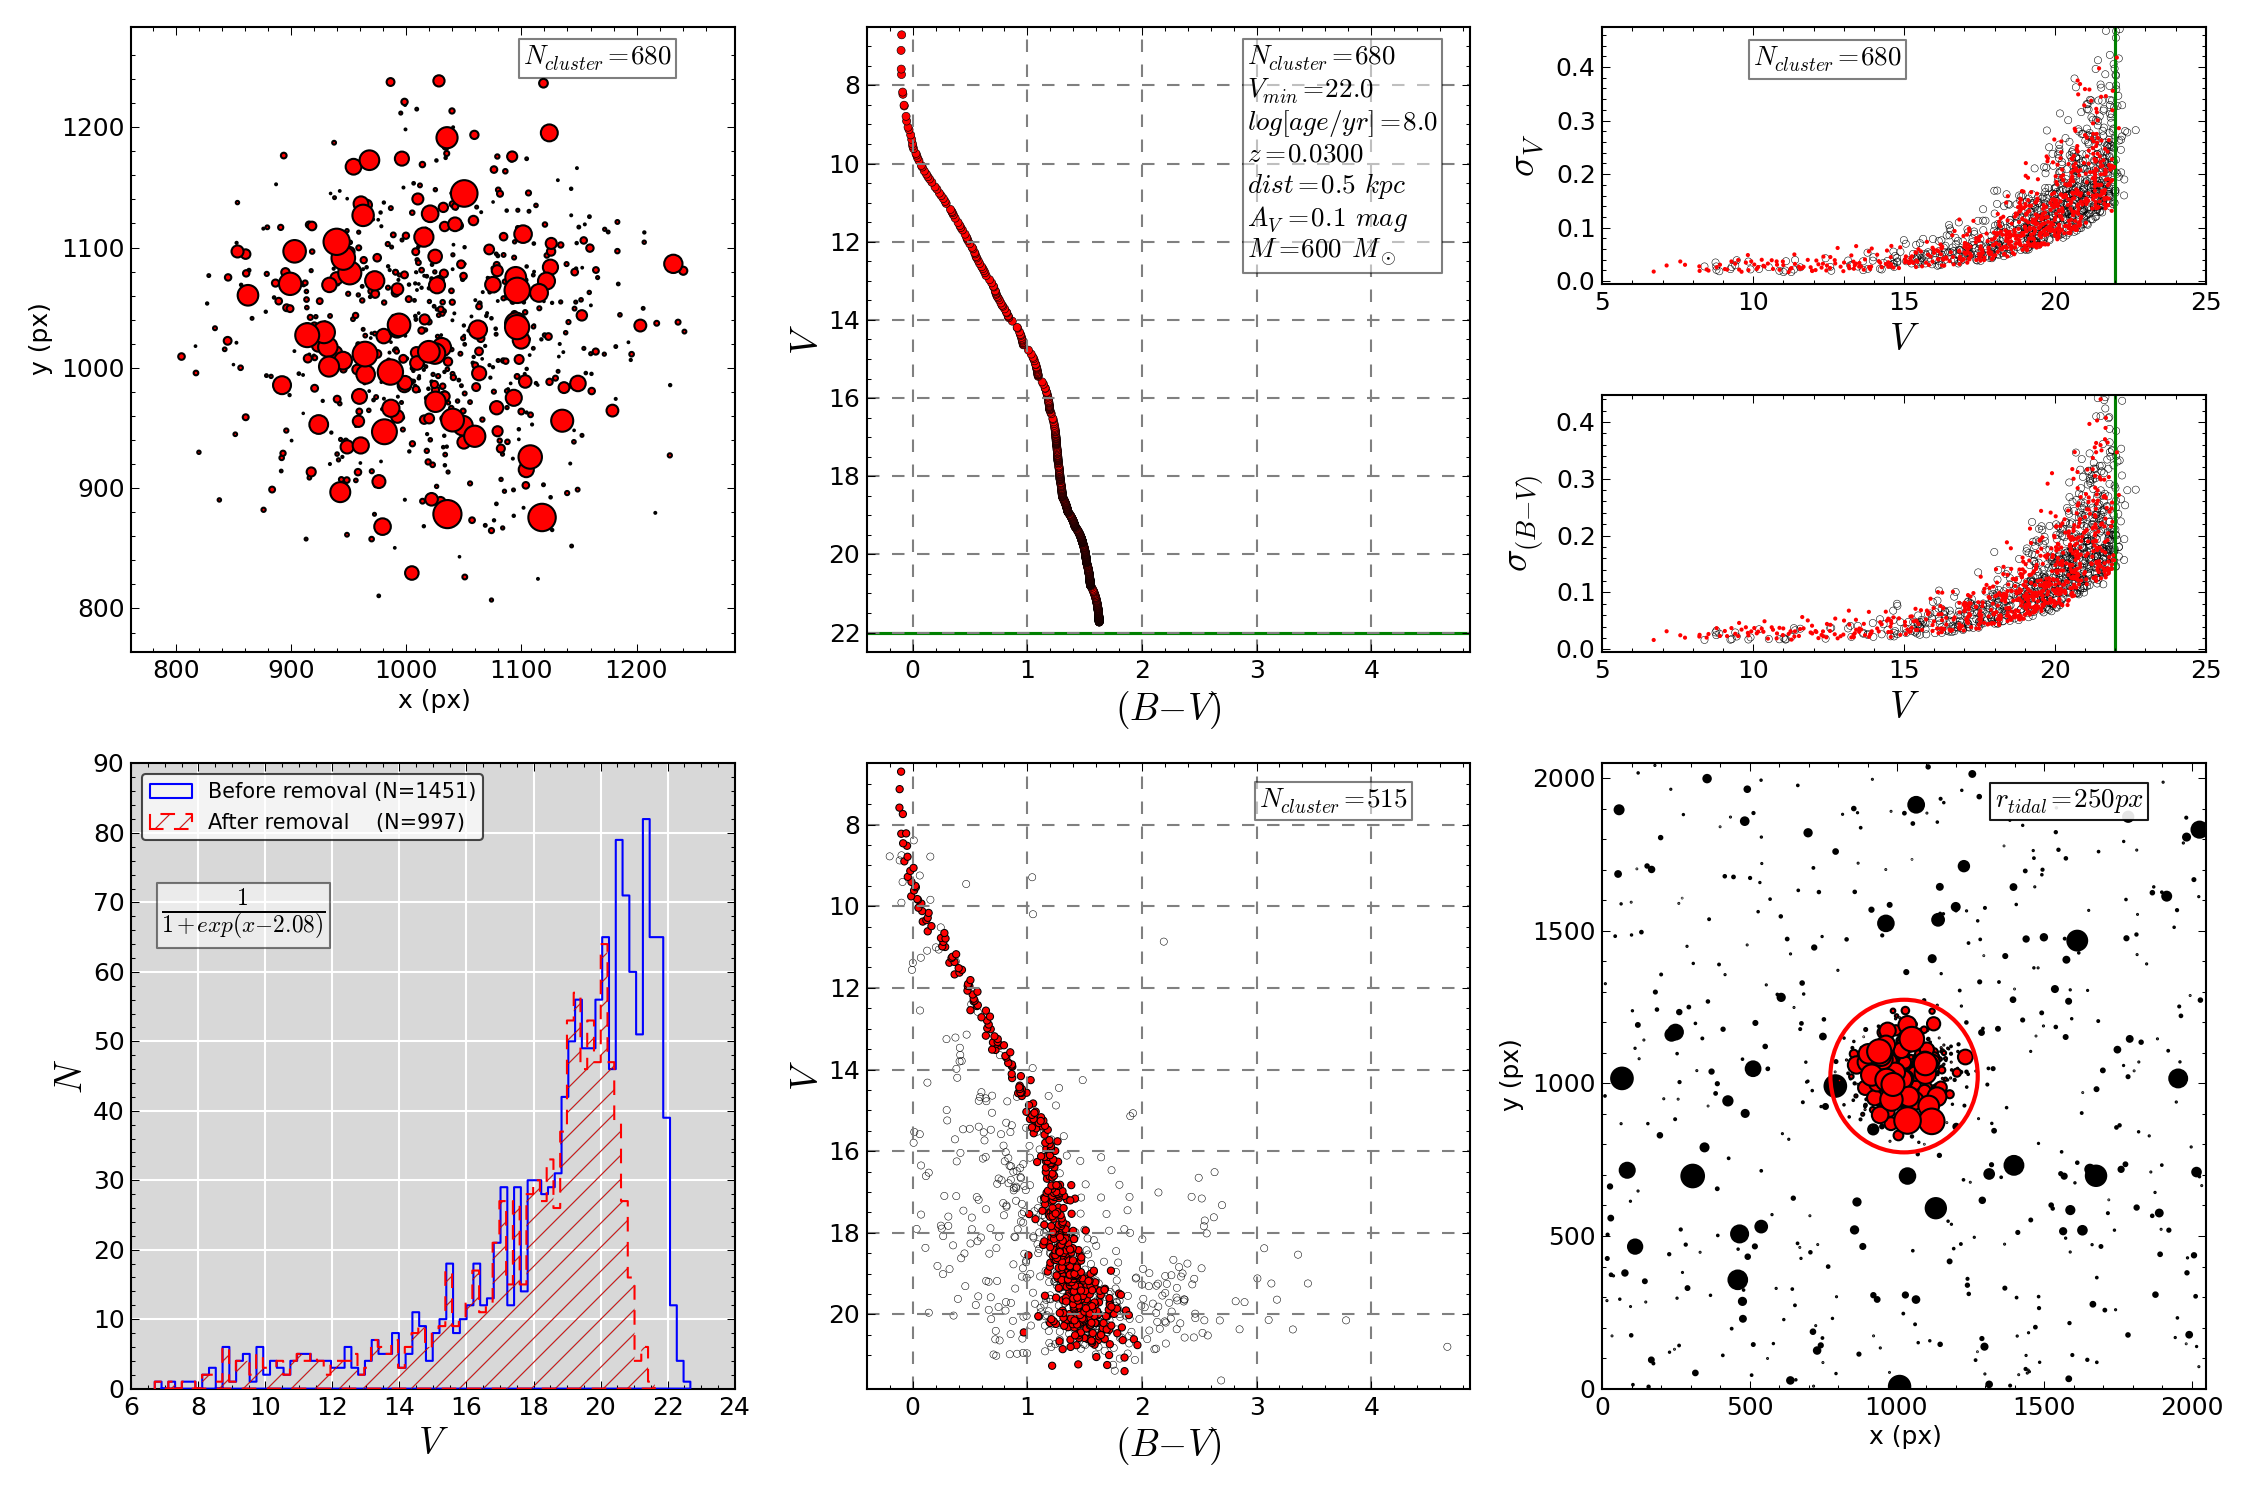 N_cluster=680
1200
1100
1000
900
800
y (px)
800 900 1000 1100 1200
x (px)
N_cluster=680
V_min=22.0
log[age/yr]=8.0
z=0.0300
dist=0.5 kpc
A_V=0.1 mag
M=600 M_⊙
8
10
12
14
16
18
20
22
V
0 1 2 3 4
(B−V)
N_cluster=680
0.4
0.3
0.2
0.1
0.0
σ_V
5 10 15 20 25
V
0.4
0.3
0.2
0.1
0.0
σ_(B−V)
5 10 15 20 25
V
Before removal (N=1451)
After removal (N=997)
1
1+exp(x−2.08)
90
80
70
60
50
40
30
20
10
0
N
6 8 10 12 14 16 18 20 22 24
V
N_cluster=515
8
10
12
14
16
18
20
V
0 1 2 3 4
(B−V)
r_tidal=250px
2000
1500
1000
500
0
y (px)
0 500 1000 1500 2000
x (px)